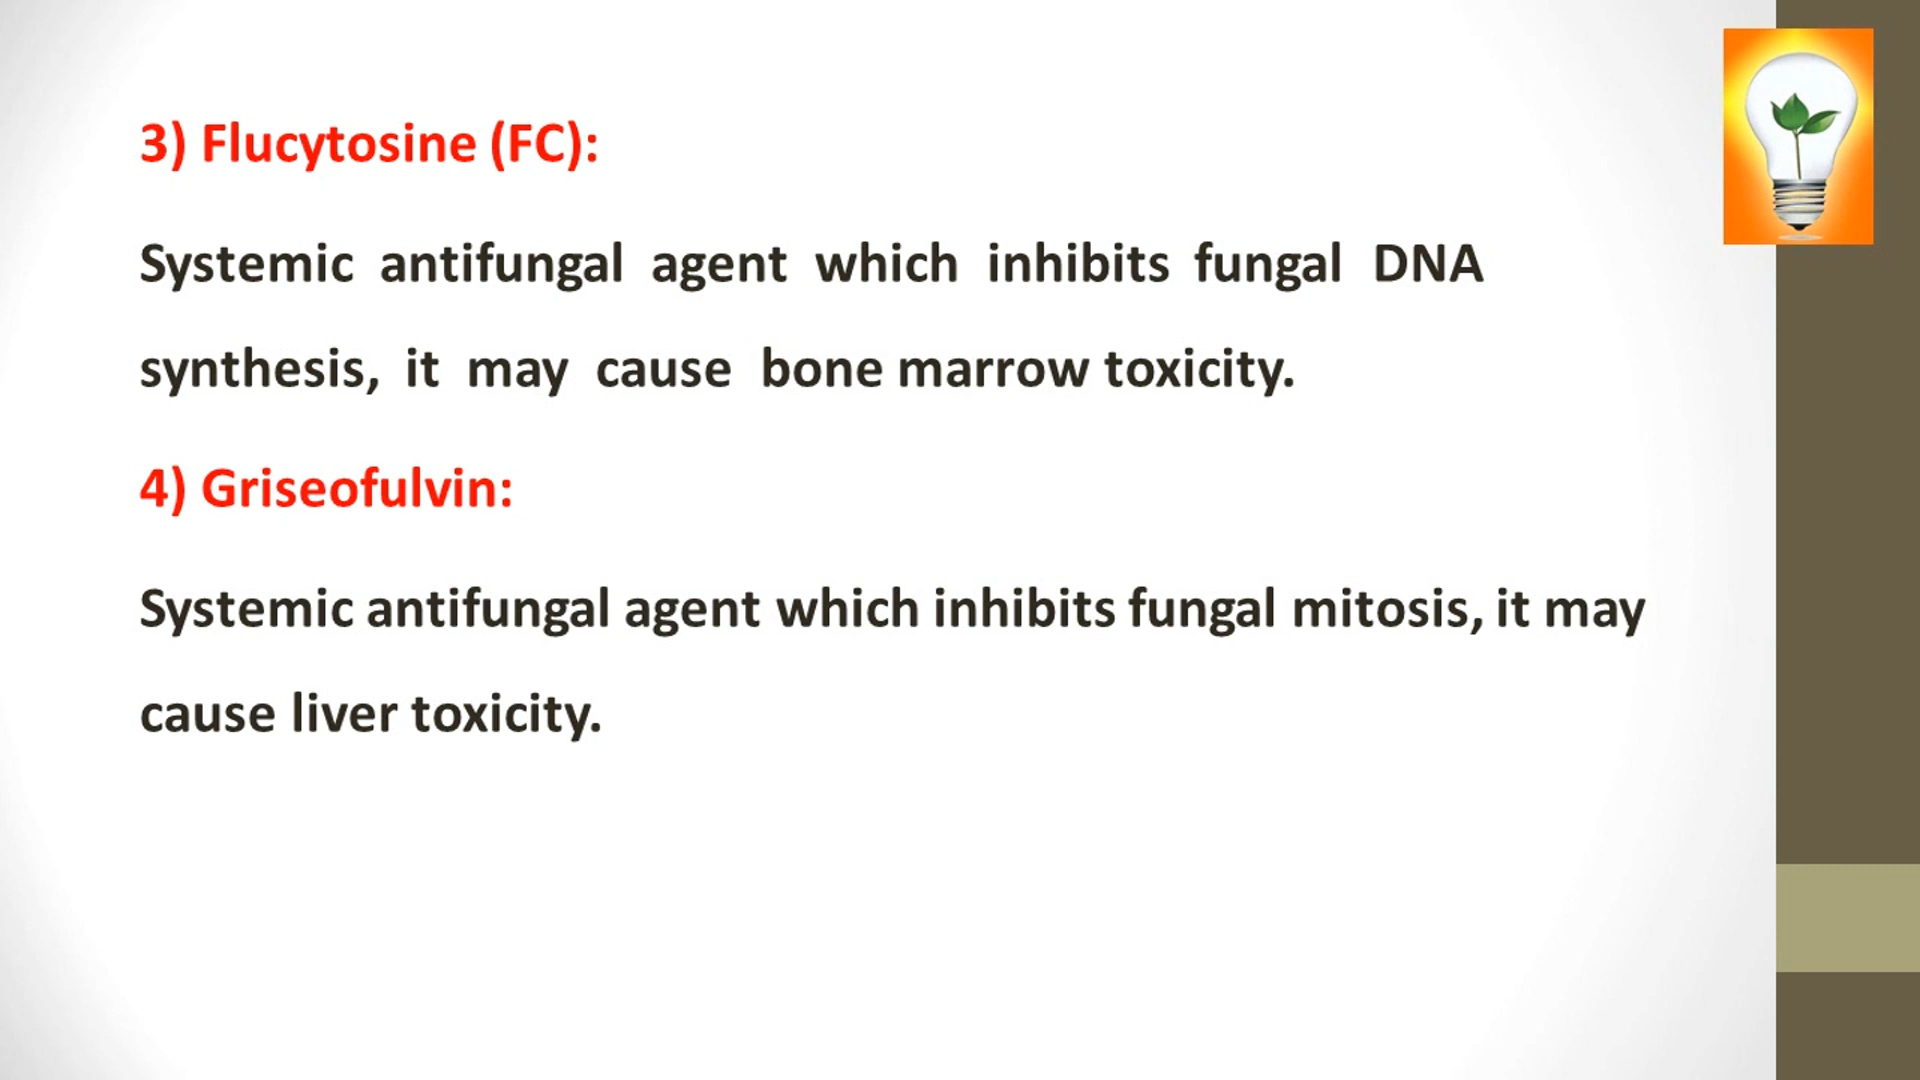 3) Flucytosine (FC):
Systemic antifungal agent which inhibits fungal DNA
synthesis, it may cause bone marrow toxicity.
4) Griseofulvin:
Systemic antifungal agent which inhibits fungal mitosis, it may
cause liver toxicity.